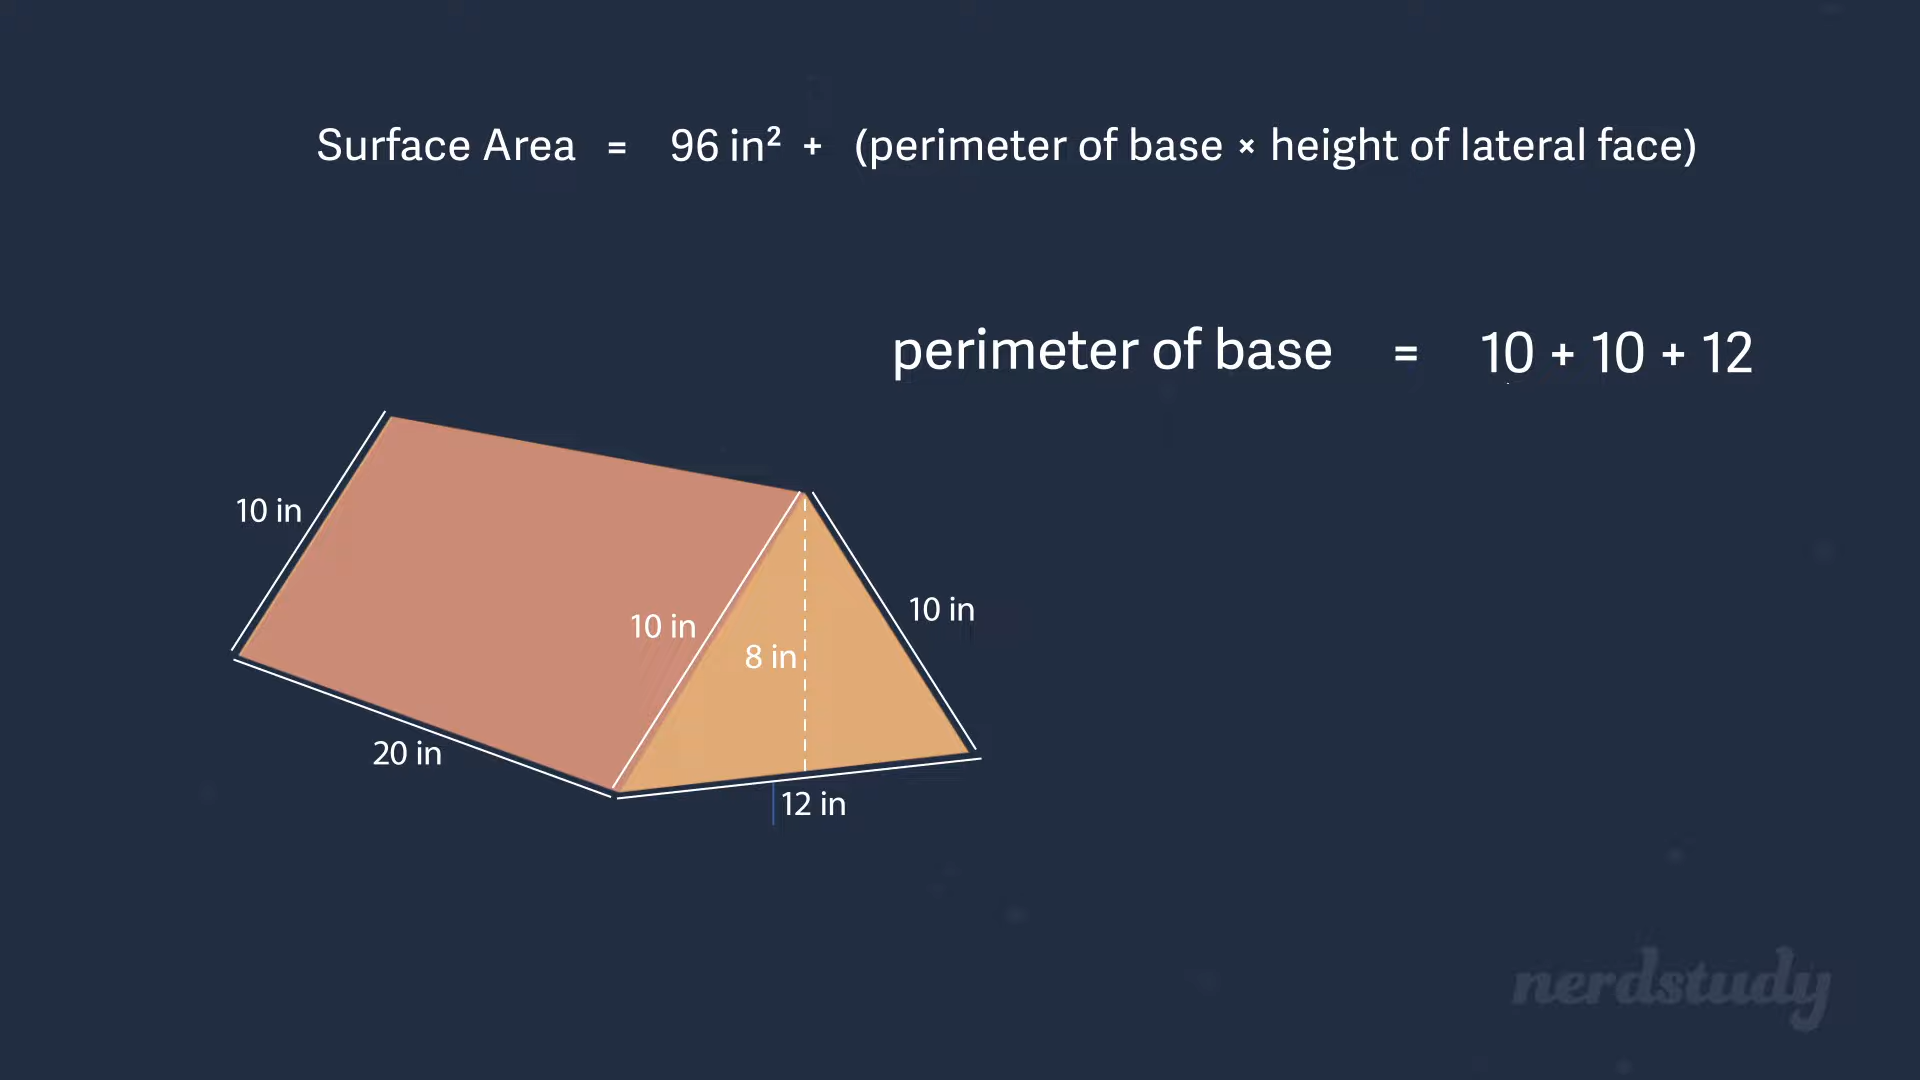 Surface Area = 96 in² + (perimeter of base × height of lateral face)
perimeter of base = 10 + 10 + 12
10 in
10 in
10 in
8 in
20 in
12 in
nerdstudy